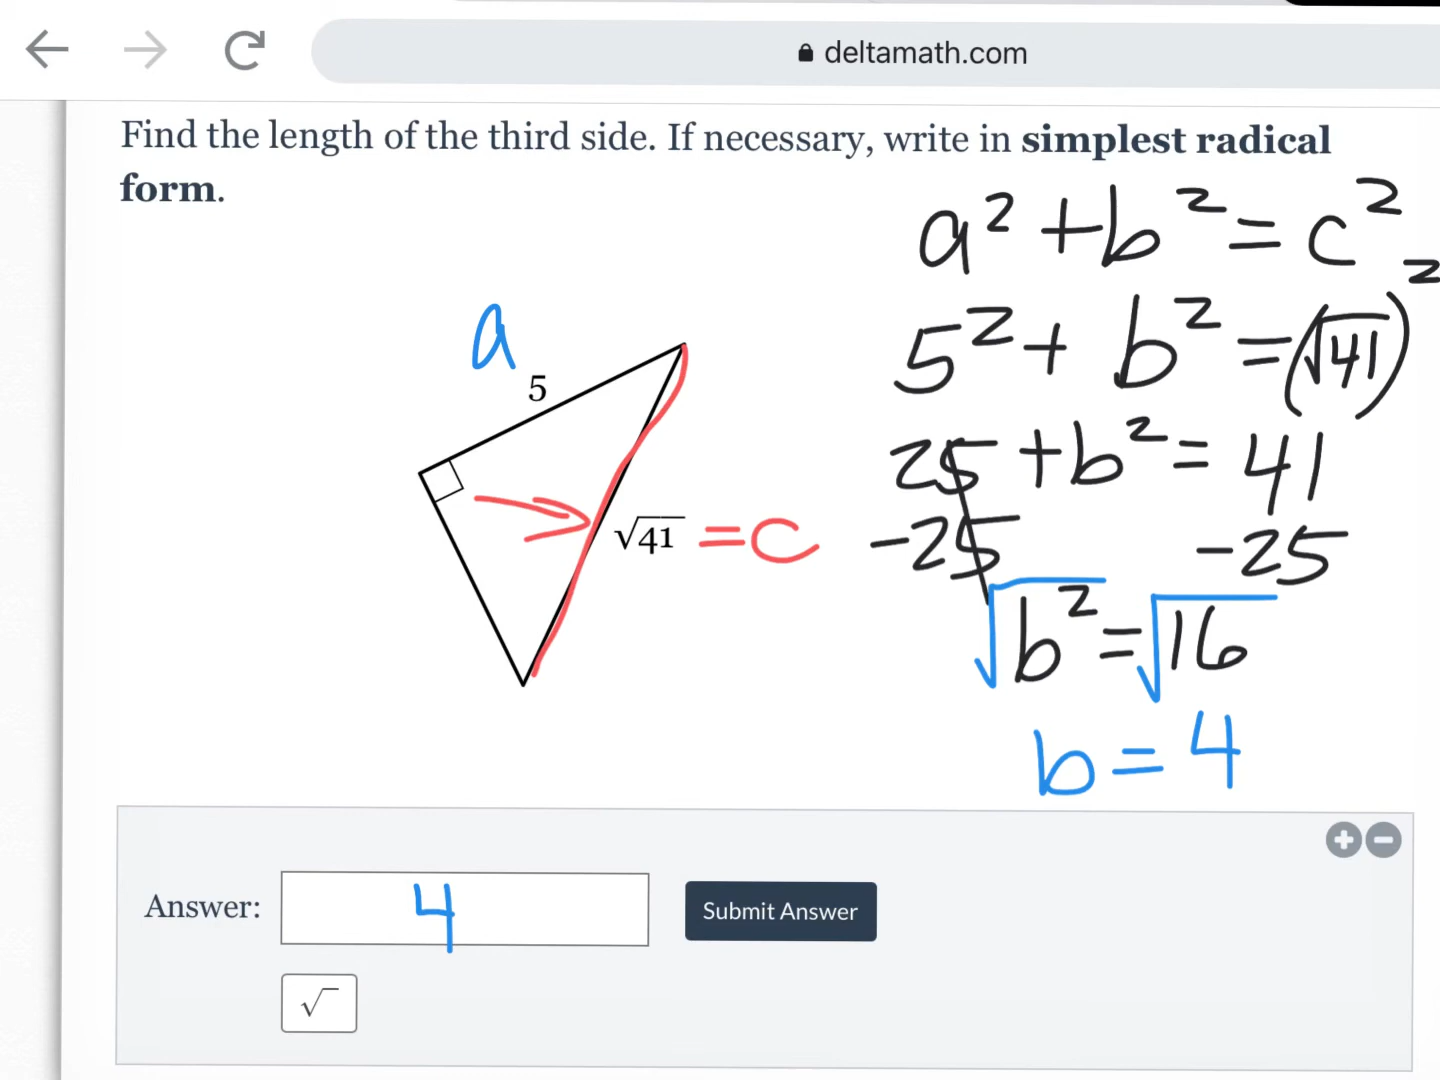 deltamath.com
Find the length of the third side. If necessary, write in simplest radical
form.
a² + b² = c²
5² + b² = (√41)²
25 + b² = 41
-25 -25
√b² = √16
b = 4
a
5
√41 = c
Answer: 4
Submit Answer
√